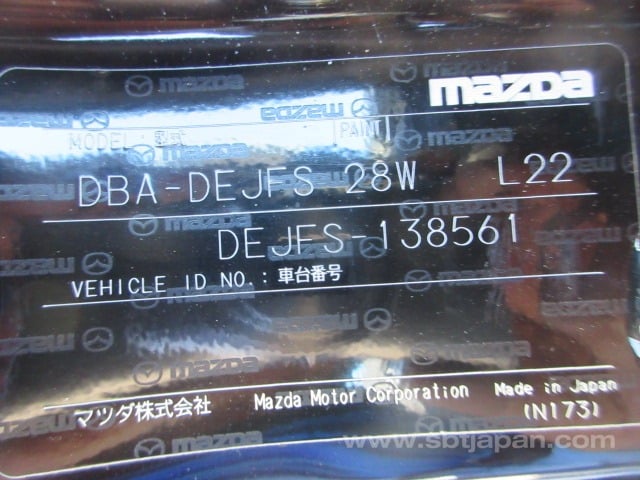 mazda
MODEL : 型式 PAINT
DBA-DEJFS 28W L22
DEJFS-138561
VEHICLE ID NO.: 車台番号
マツダ株式会社 Mazda Motor Corporation Made in Japan
(N173)
www.sbtjapan.com